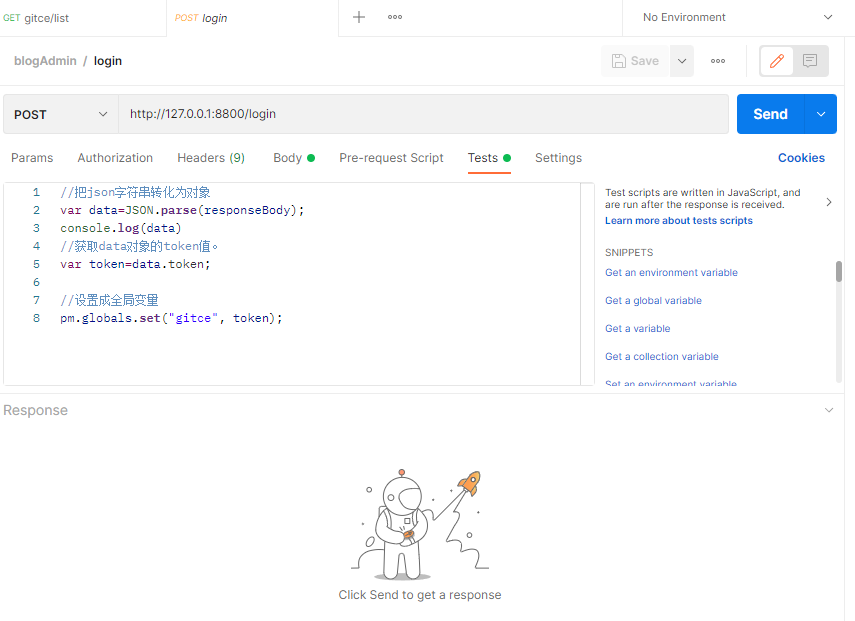 GET gitce/list
POST login
No Environment
blogAdmin / login
Save
POST
http://127.0.0.1:8800/login
Send
Params Authorization Headers (9) Body Pre-request Script Tests Settings Cookies
1 //把json字符串转化为对象
2 var data=JSON.parse(responseBody);
3 console.log(data)
4 //获取data对象的token值。
5 var token=data.token;
6
7 //设置成全局变量
8 pm.globals.set("gitce", token);
Test scripts are written in JavaScript, and
are run after the response is received.
Learn more about tests scripts
SNIPPETS
Get an environment variable
Get a global variable
Get a variable
Get a collection variable
Set an environment variable
Response
Click Send to get a response